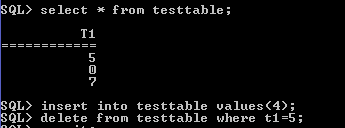 SQL> select * from testtable;
T1
============
5
0
7
SQL> insert into testtable values(4);
SQL> delete from testtable where t1=5;